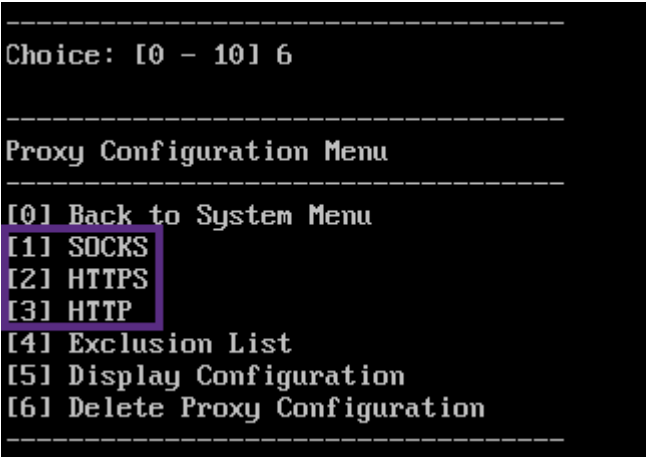 ------------------------------------
Choice: [0 - 10] 6
------------------------------------
Proxy Configuration Menu
------------------------------------
[0] Back to System Menu
[1] SOCKS
[2] HTTPS
[3] HTTP
[4] Exclusion List
[5] Display Configuration
[6] Delete Proxy Configuration
------------------------------------